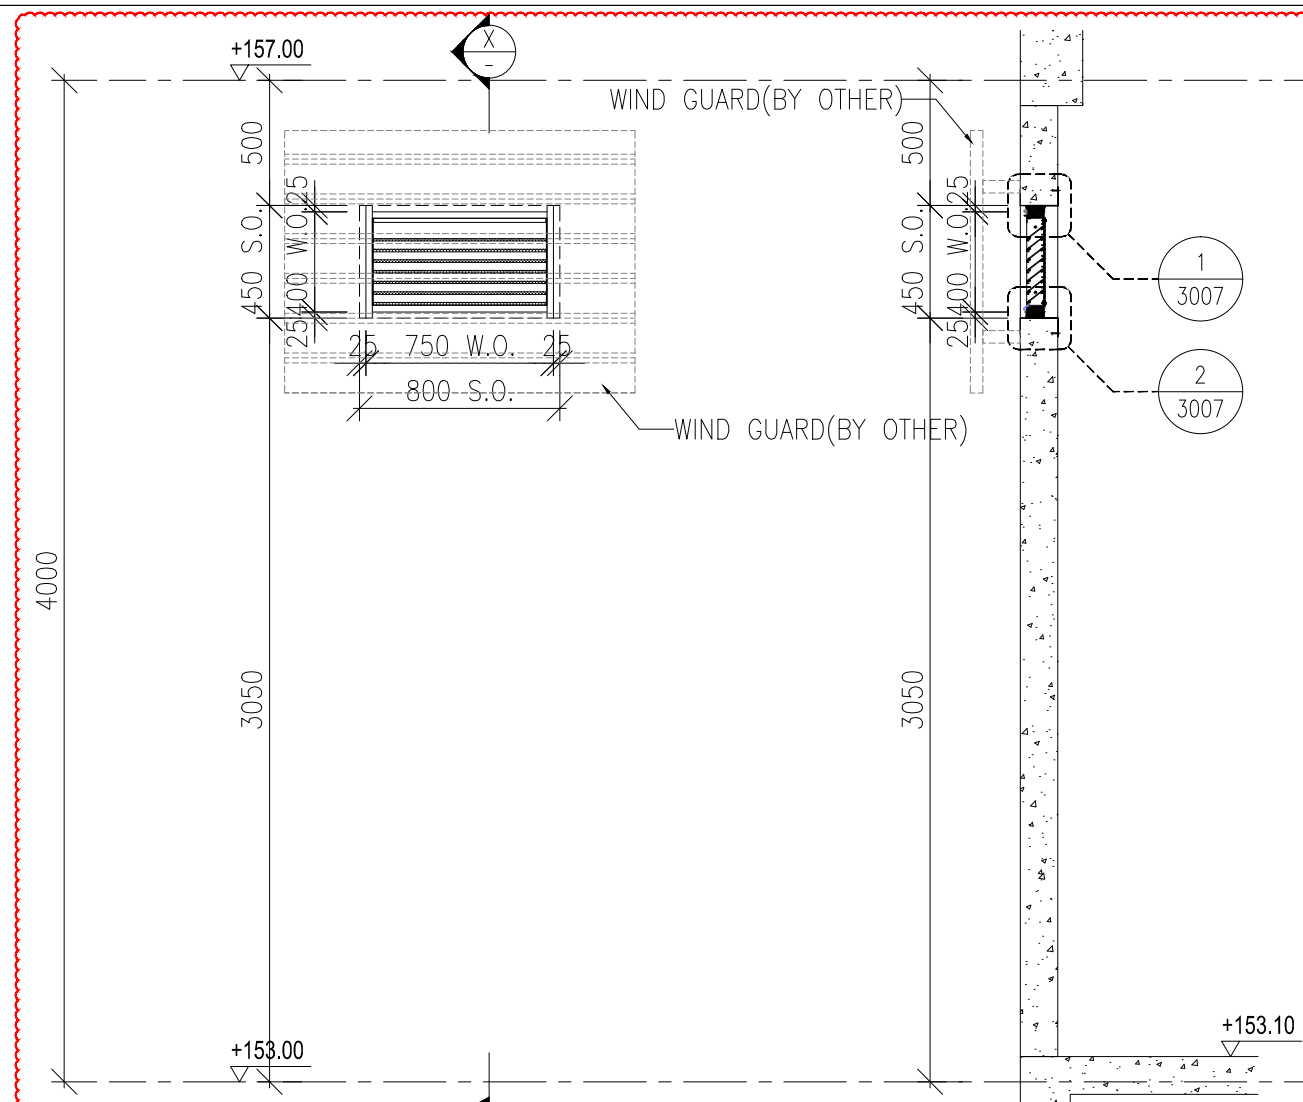 +157.00
X
-
WIND GUARD(BY OTHER)
500
500
25
25
450 S.O.
400 W.O.
450 S.O.
400 W.O.
1
3007
25
25
25 750 W.O. 25
800 S.O.
2
3007
WIND GUARD(BY OTHER)
4000
3050
3050
+153.10
+153.00